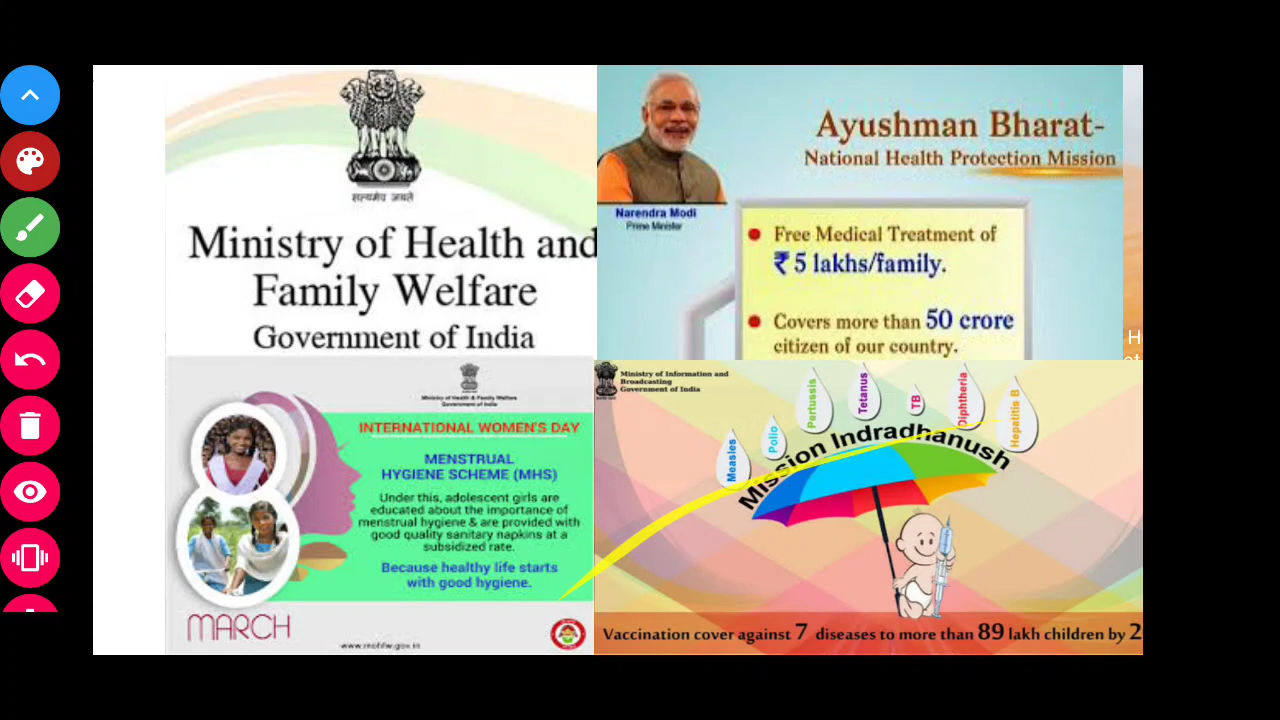 सत्यमेव जयते
Ministry of Health and
Family Welfare
Government of India
Narendra Modi
Prime Minister
Ayushman Bharat-
National Health Protection Mission
Free Medical Treatment of
₹ 5 lakhs/family.
Covers more than 50 crore
citizen of our country.
H
Ministry of Health & Family Welfare
Government of India
INTERNATIONAL WOMEN'S DAY
MENSTRUAL
HYGIENE SCHEME (MHS)
Under this, adolescent girls are
educated about the importance of
menstrual hygiene & are provided with
good quality sanitary napkins at a
subsidized rate.
Because healthy life starts
with good hygiene.
MARCH
www.mohfw.gov.in
Ministry of Information and
Broadcasting
Government of India
Measles
Polio
Pertussis
Tetanus
TB
Diphtheria
Hepatitis B
Mission Indradhanush
Vaccination cover against 7 diseases to more than 89 lakh children by 2